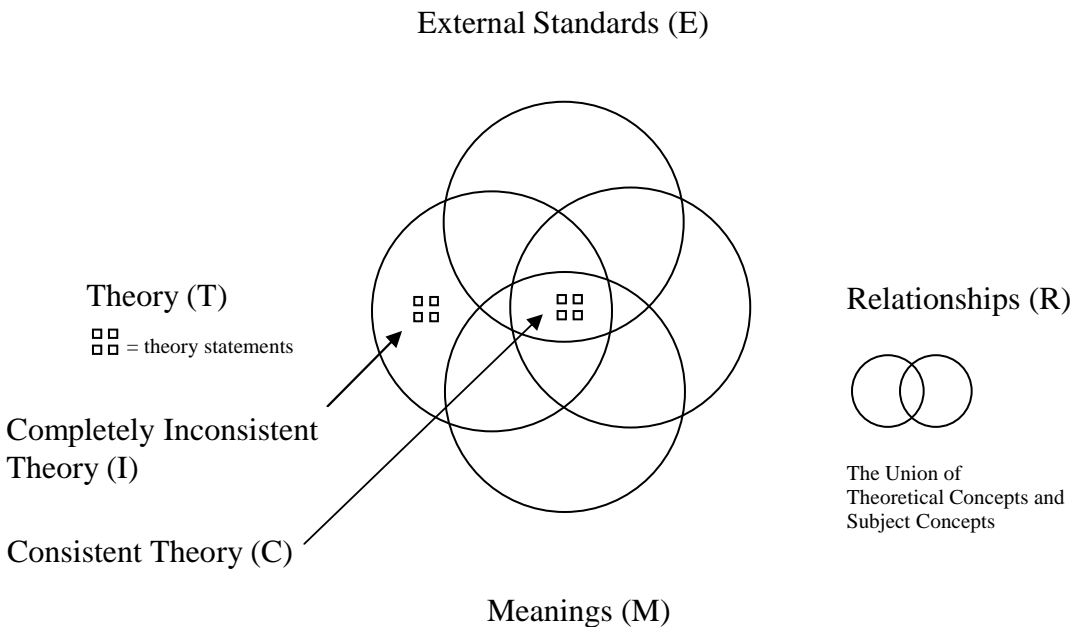 External Standards (E)
Theory (T)
= theory statements
Relationships (R)
Completely Inconsistent
Theory (I)
The Union of
Theoretical Concepts and
Subject Concepts
Consistent Theory (C)
Meanings (M)